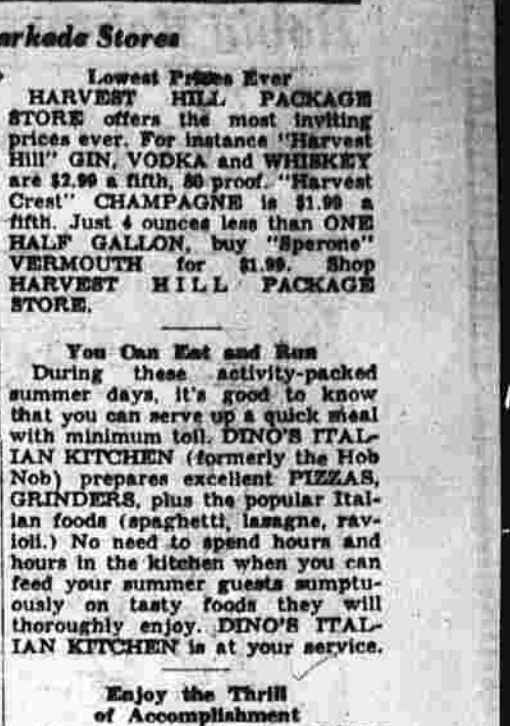 arkade Stores
Lowest Prices Ever
HARVEST HILL PACKAGE
STORE offers the most inviting
prices ever. For instance "Harvest
Hill" GIN, VODKA and WHISKEY
are $2.99 a fifth, 80 proof. "Harvest
Crest" CHAMPAGNE is $1.99 a
fifth. Just 4 ounces less than ONE
HALF GALLON, buy "Sperone"
VERMOUTH for $1.99. Shop
HARVEST HILL PACKAGE
STORE.
You Can Eat and Run
During these activity-packed
summer days, it's good to know
that you can serve up a quick meal
with minimum toil. DINO'S ITAL-
IAN KITCHEN (formerly the Hob
Nob) prepares excellent PIZZAS,
GRINDERS, plus the popular Ital-
ian foods (spaghetti, lasagne, rav-
ioli.) No need to spend hours and
hours in the kitchen when you can
feed your summer guests sumptu-
ously on tasty foods they will
thoroughly enjoy. DINO'S ITAL-
IAN KITCHEN is at your service.
Enjoy the Thrill
of Accomplishment